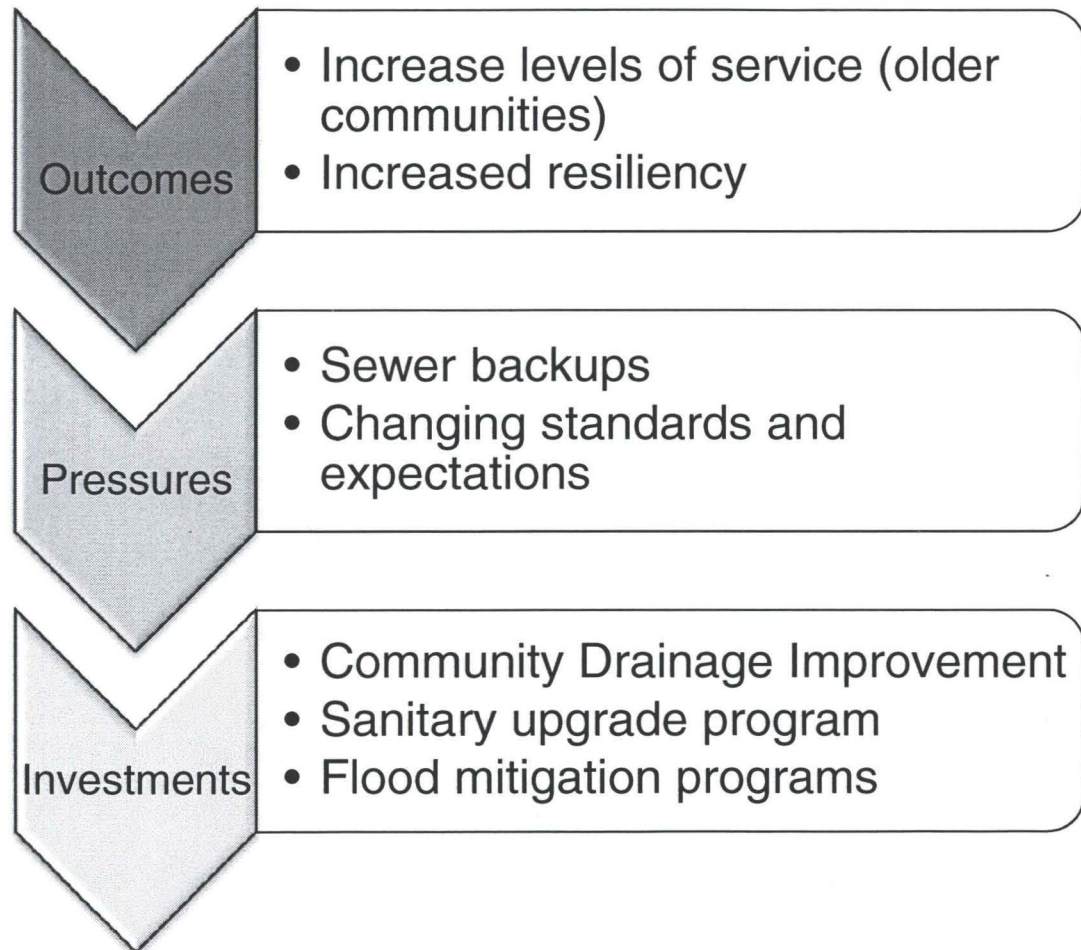 Outcomes
• Increase levels of service (older
communities)
• Increased resiliency
Pressures
• Sewer backups
• Changing standards and
expectations
Investments
• Community Drainage Improvement
• Sanitary upgrade program
• Flood mitigation programs